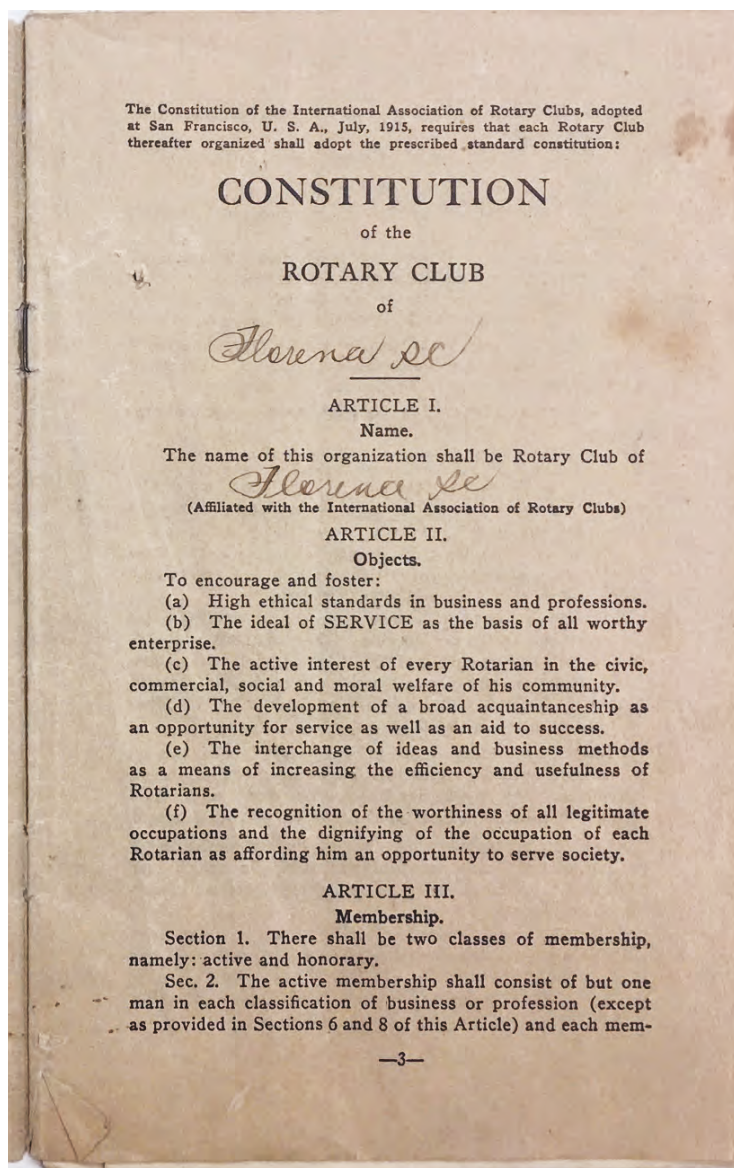 The Constitution of the International Association of Rotary Clubs, adopted
at San Francisco, U. S. A., July, 1915, requires that each Rotary Club
thereafter organized shall adopt the prescribed standard constitution:
CONSTITUTION
of the
ROTARY CLUB
of
Florena SC
ARTICLE I.
Name.
The name of this organization shall be Rotary Club of
Florena SC
(Affiliated with the International Association of Rotary Clubs)
ARTICLE II.
Objects.
To encourage and foster:
(a) High ethical standards in business and professions.
(b) The ideal of SERVICE as the basis of all worthy
enterprise.
(c) The active interest of every Rotarian in the civic,
commercial, social and moral welfare of his community.
(d) The development of a broad acquaintanceship as
an opportunity for service as well as an aid to success.
(e) The interchange of ideas and business methods
as a means of increasing the efficiency and usefulness of
Rotarians.
(f) The recognition of the worthiness of all legitimate
occupations and the dignifying of the occupation of each
Rotarian as affording him an opportunity to serve society.
ARTICLE III.
Membership.
Section 1. There shall be two classes of membership,
namely: active and honorary.
Sec. 2. The active membership shall consist of but one
man in each classification of business or profession (except
as provided in Sections 6 and 8 of this Article) and each mem-
—3—